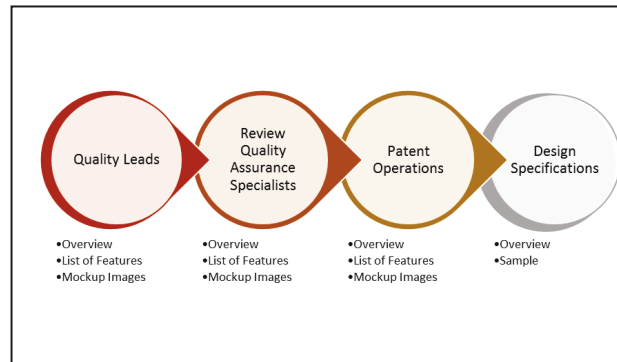 Quality Leads
•Overview
•List of Features
•Mockup Images
Review
Quality
Assurance
Specialists
•Overview
•List of Features
•Mockup Images
Patent
Operations
•Overview
•List of Features
•Mockup Images
Design
Specifications
•Overview
•Sample